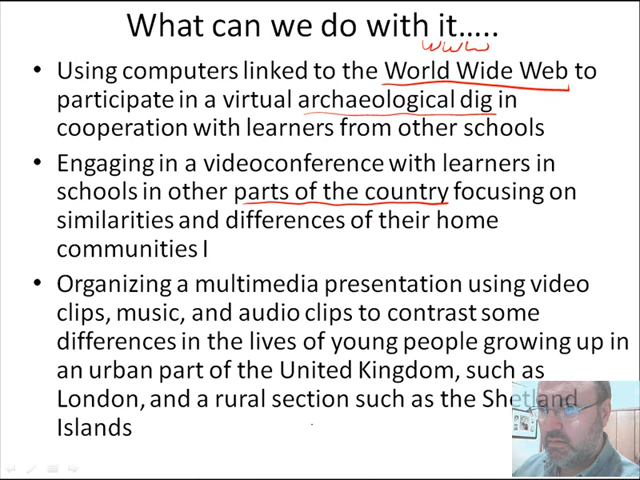 What can we do with it.....
www
• Using computers linked to the World Wide Web to
participate in a virtual archaeological dig in
cooperation with learners from other schools
• Engaging in a videoconference with learners in
schools in other parts of the country focusing on
similarities and differences of their home
communities I
• Organizing a multimedia presentation using video
clips, music, and audio clips to contrast some
differences in the lives of young people growing up in
an urban part of the United Kingdom, such as
London, and a rural section such as the Shetland
Islands